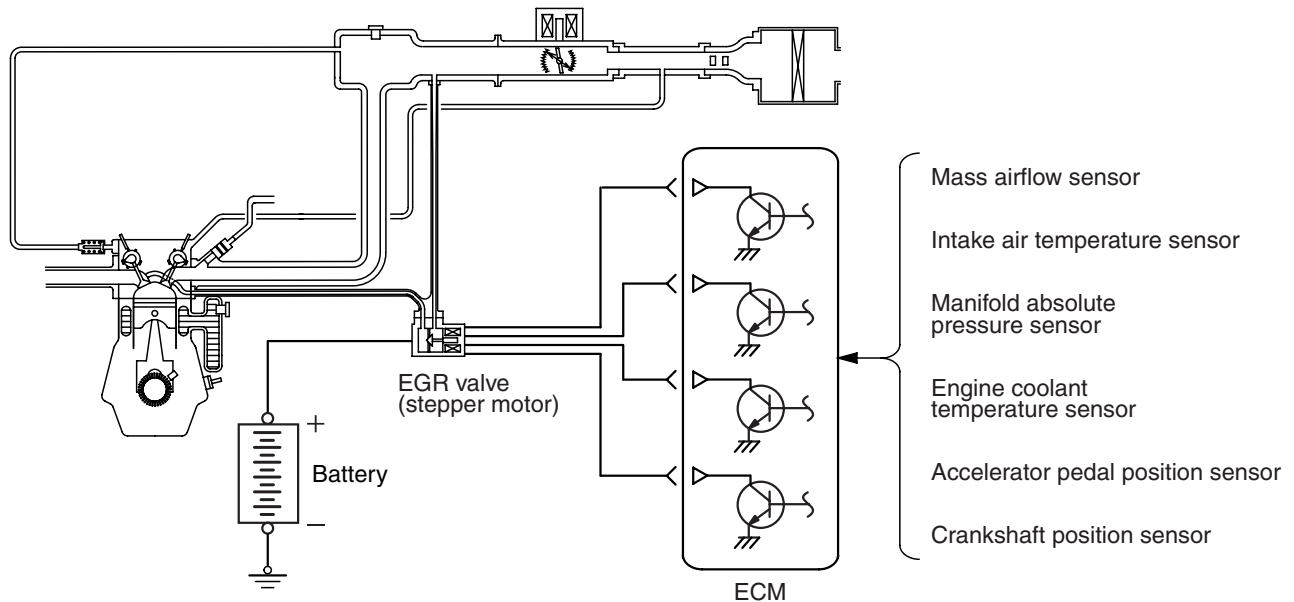 Mass airflow sensor
Intake air temperature sensor
Manifold absolute
pressure sensor
Engine coolant
temperature sensor
Accelerator pedal position sensor
Crankshaft position sensor
EGR valve
(stepper motor)
+
Battery
−
ECM